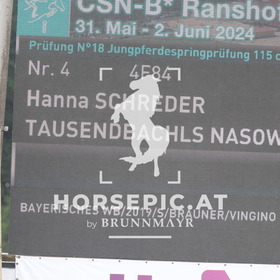 CSN-B* Ransho
31. Mai - 2. Juni 2024
Prüfung N°18 Jungpferdespringprüfung 115 c
Nr. 4 4F84
Hanna SCHREDER
TAUSENDBACHLS NASOW
HORSEPIC.AT
BAYERISCHES WB/2019/S/BRAUNER/VINGINO
by BRUNNMAYR